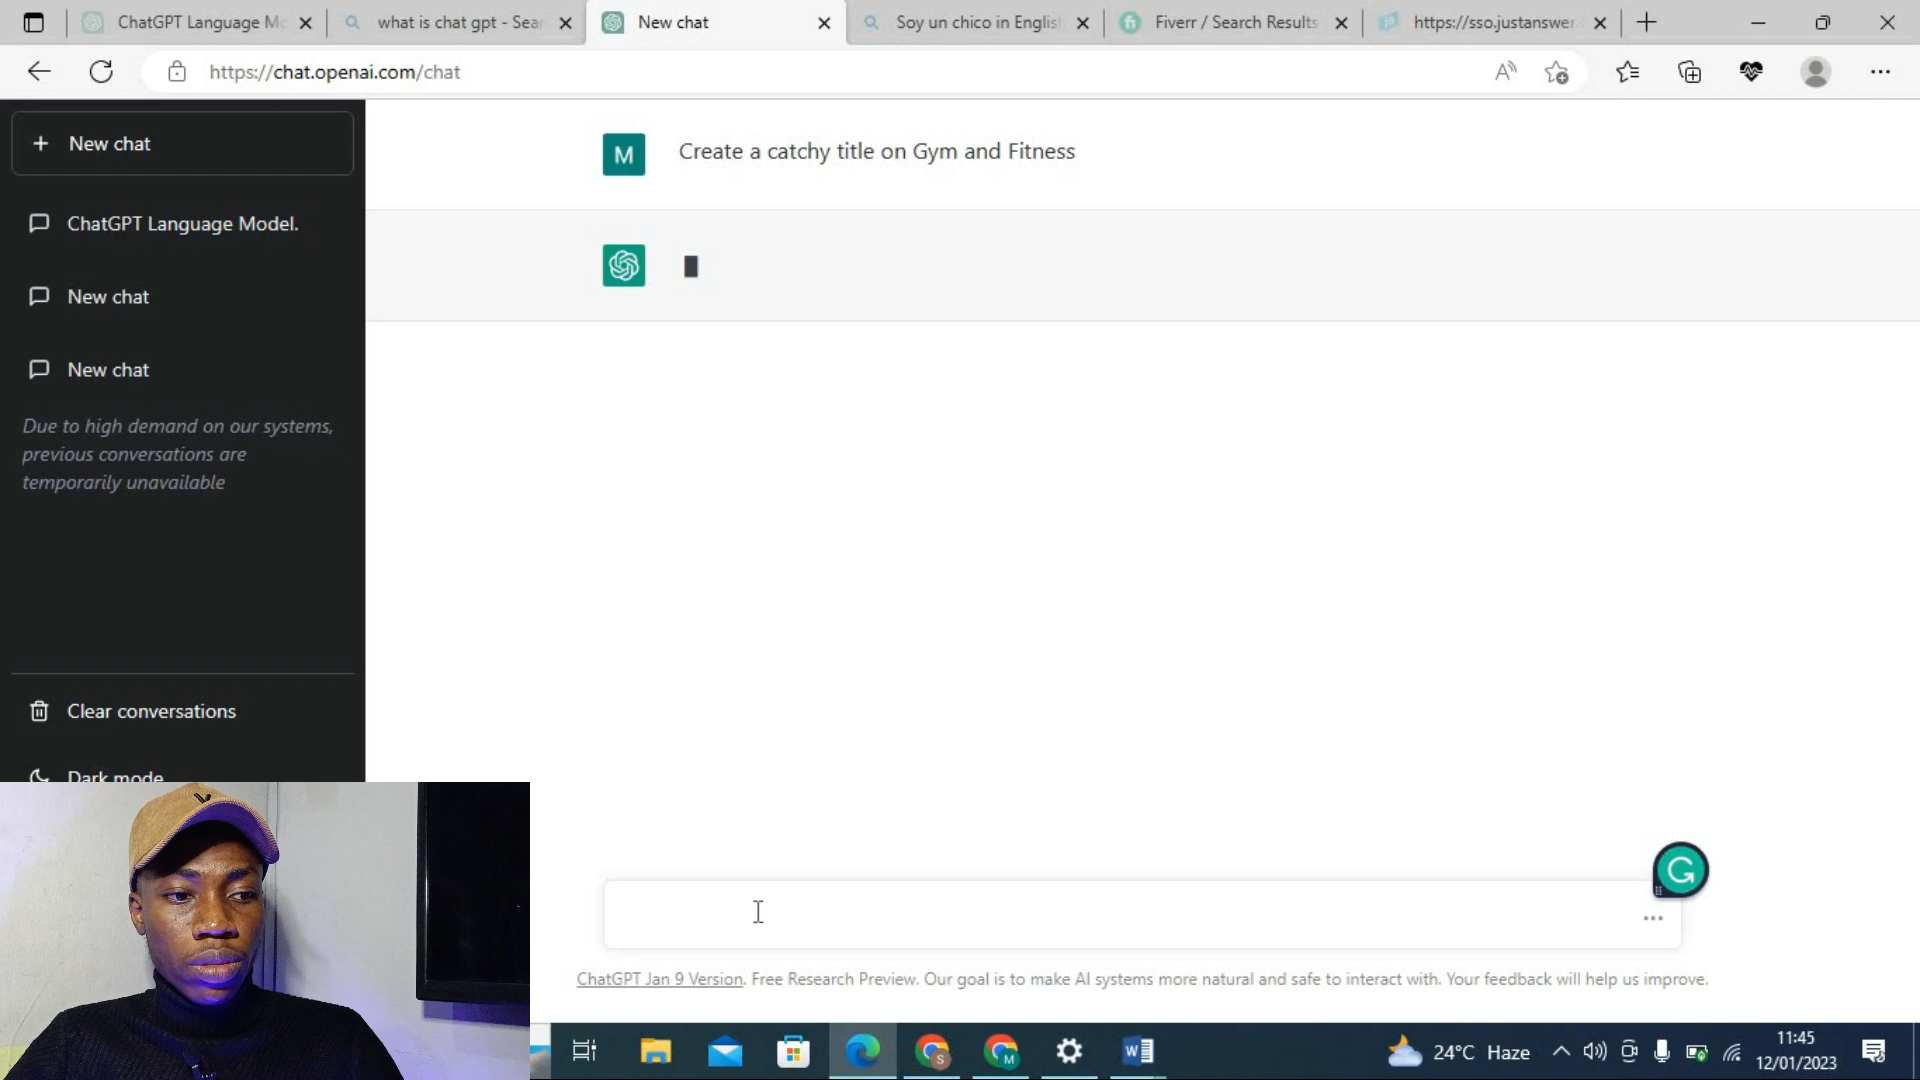 ChatGPT Language Mo
what is chat gpt - Sear
New chat
Soy un chico in English
Fiverr / Search Results
https://sso.justanswer
https://chat.openai.com/chat
New chat
M
Create a catchy title on Gym and Fitness
ChatGPT Language Model.
New chat
New chat
Due to high demand on our systems,
previous conversations are
temporarily unavailable
Clear conversations
Dark mode
ChatGPT Jan 9 Version. Free Research Preview. Our goal is to make AI systems more natural and safe to interact with. Your feedback will help us improve.
24°C Haze
11:45
12/01/2023